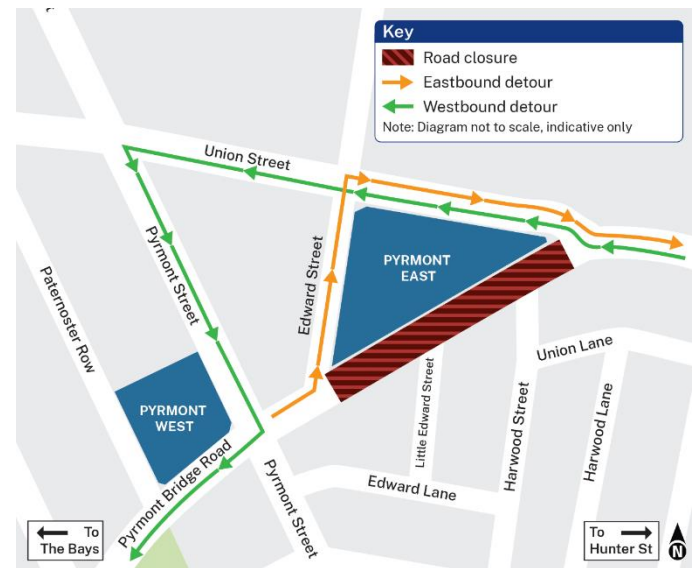 Key
Road closure
Eastbound detour
Westbound detour
Note: Diagram not to scale, indicative only
Union Street
Pyrmont Street
Edward Street
PYRMONT
EAST
Paternoster Row
Union Lane
PYRMONT
WEST
Little Edward Street
Harwood Street
Harwood Lane
Pyrmont Bridge Road
Pyrmont Street
Edward Lane
To
The Bays
To
Hunter St
N